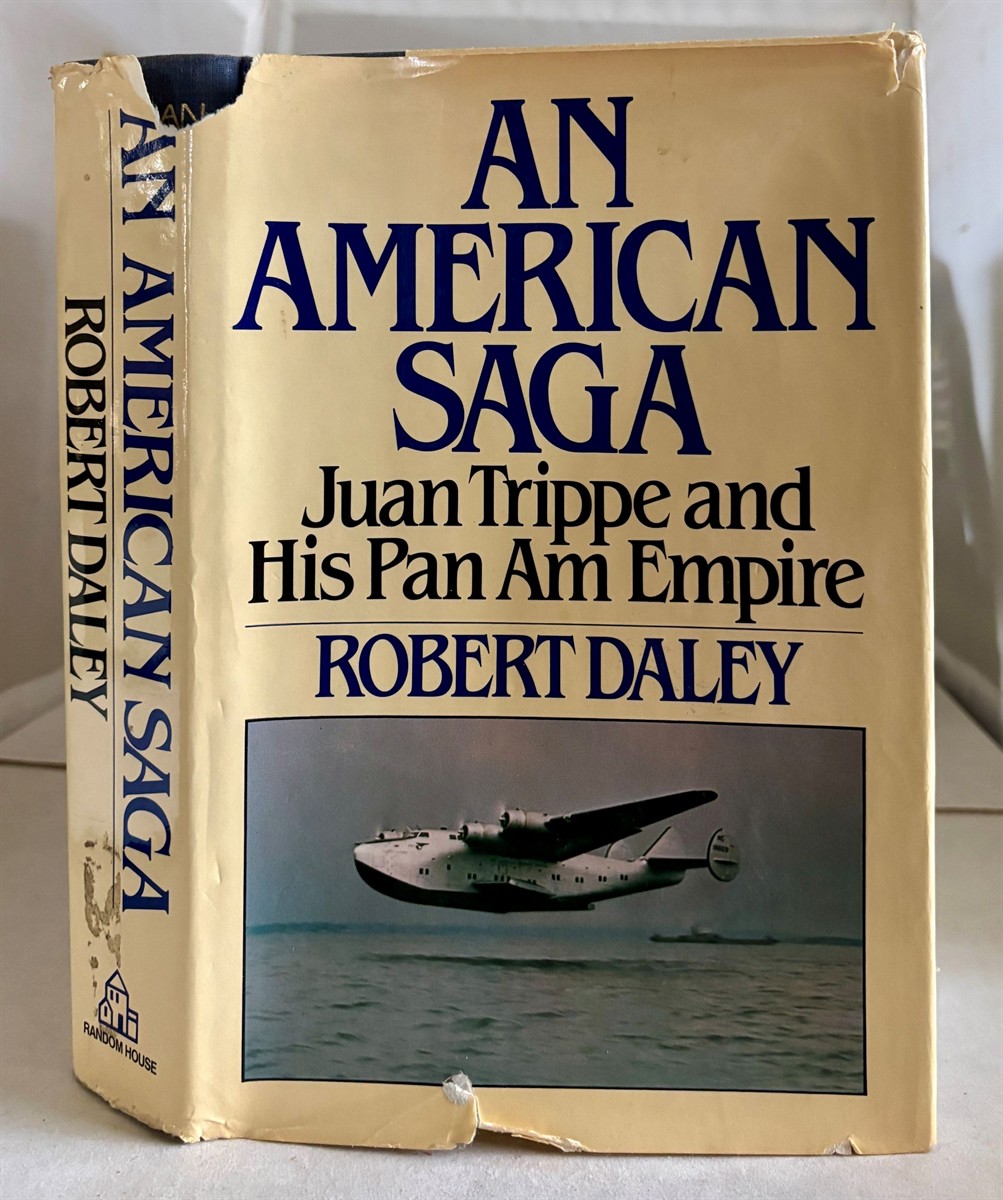 AN
AMERICAN
SAGA
Juan Trippe and
His Pan Am Empire
ROBERT DALEY
AN
AN AMERICAN SAGA
ROBERT DALEY
RANDOM HOUSE